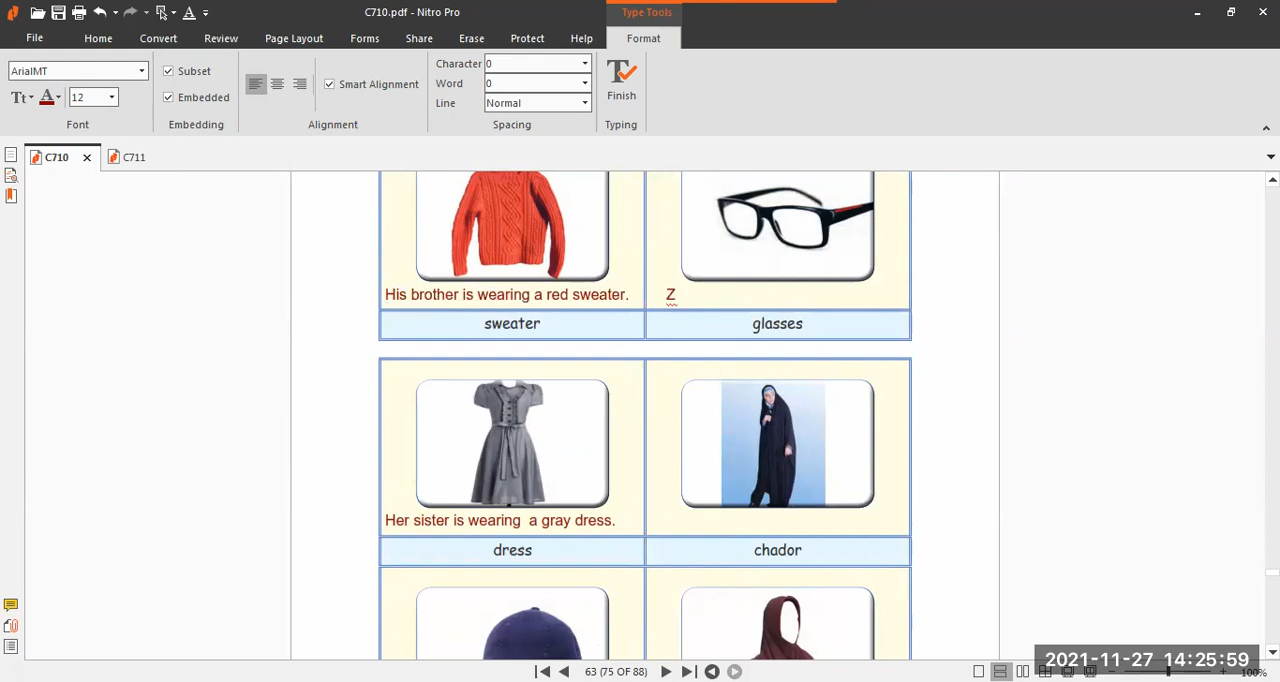 C710.pdf - Nitro Pro
Type Tools
File Home Convert Review Page Layout Forms Share Erase Protect Help Format
ArialMT
Subset
Character 0
Smart Alignment
Word 0
Finish
Tt A 12
Embedded
Line Normal
Font Embedding Alignment Spacing Typing
C710 C711
His brother is wearing a red sweater. Z
sweater glasses
Her sister is wearing  a gray dress.
dress chador
63 (75 OF 88)
2021-11-27 14:25:59
100%